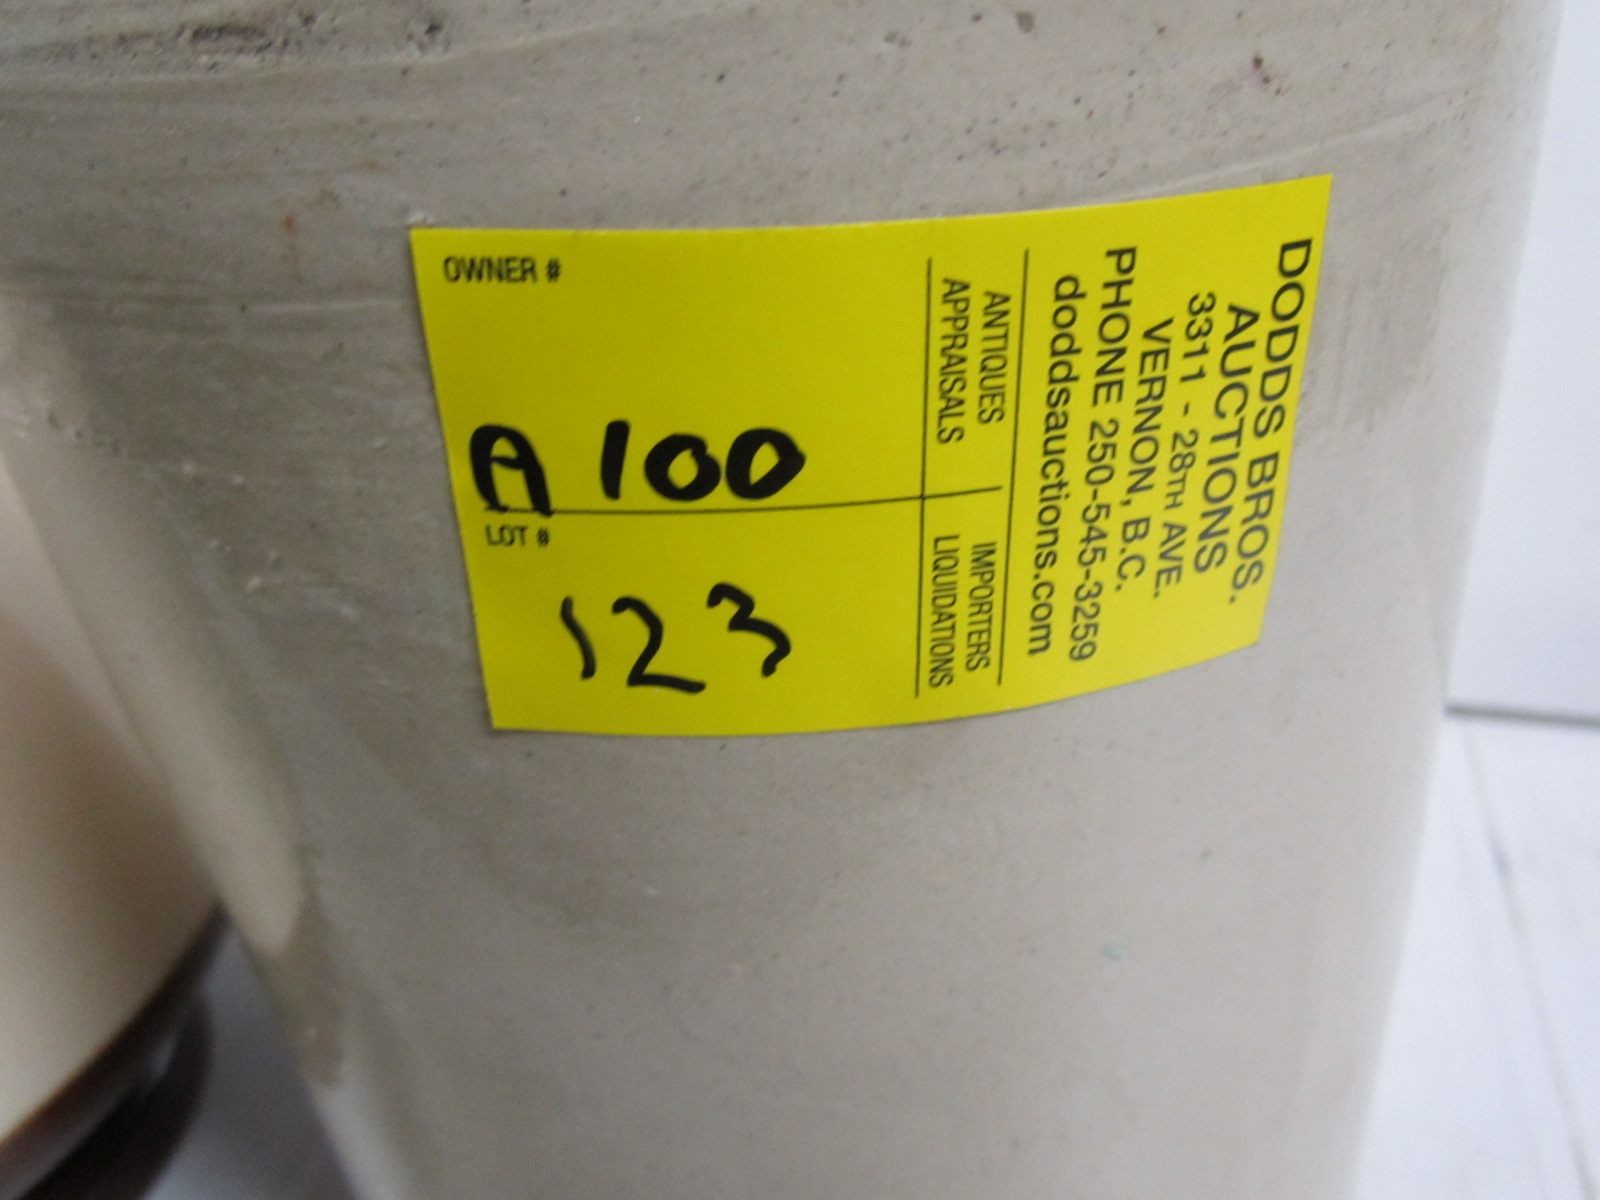 OWNER #
A 100
LOT #
123
ANTIQUES
APPRAISALS
IMPORTERS
LIQUIDATIONS
DODDS BROS.
AUCTIONS
3311 - 28TH AVE.
VERNON, B.C.
PHONE 250-545-3259
doddsauctions.com